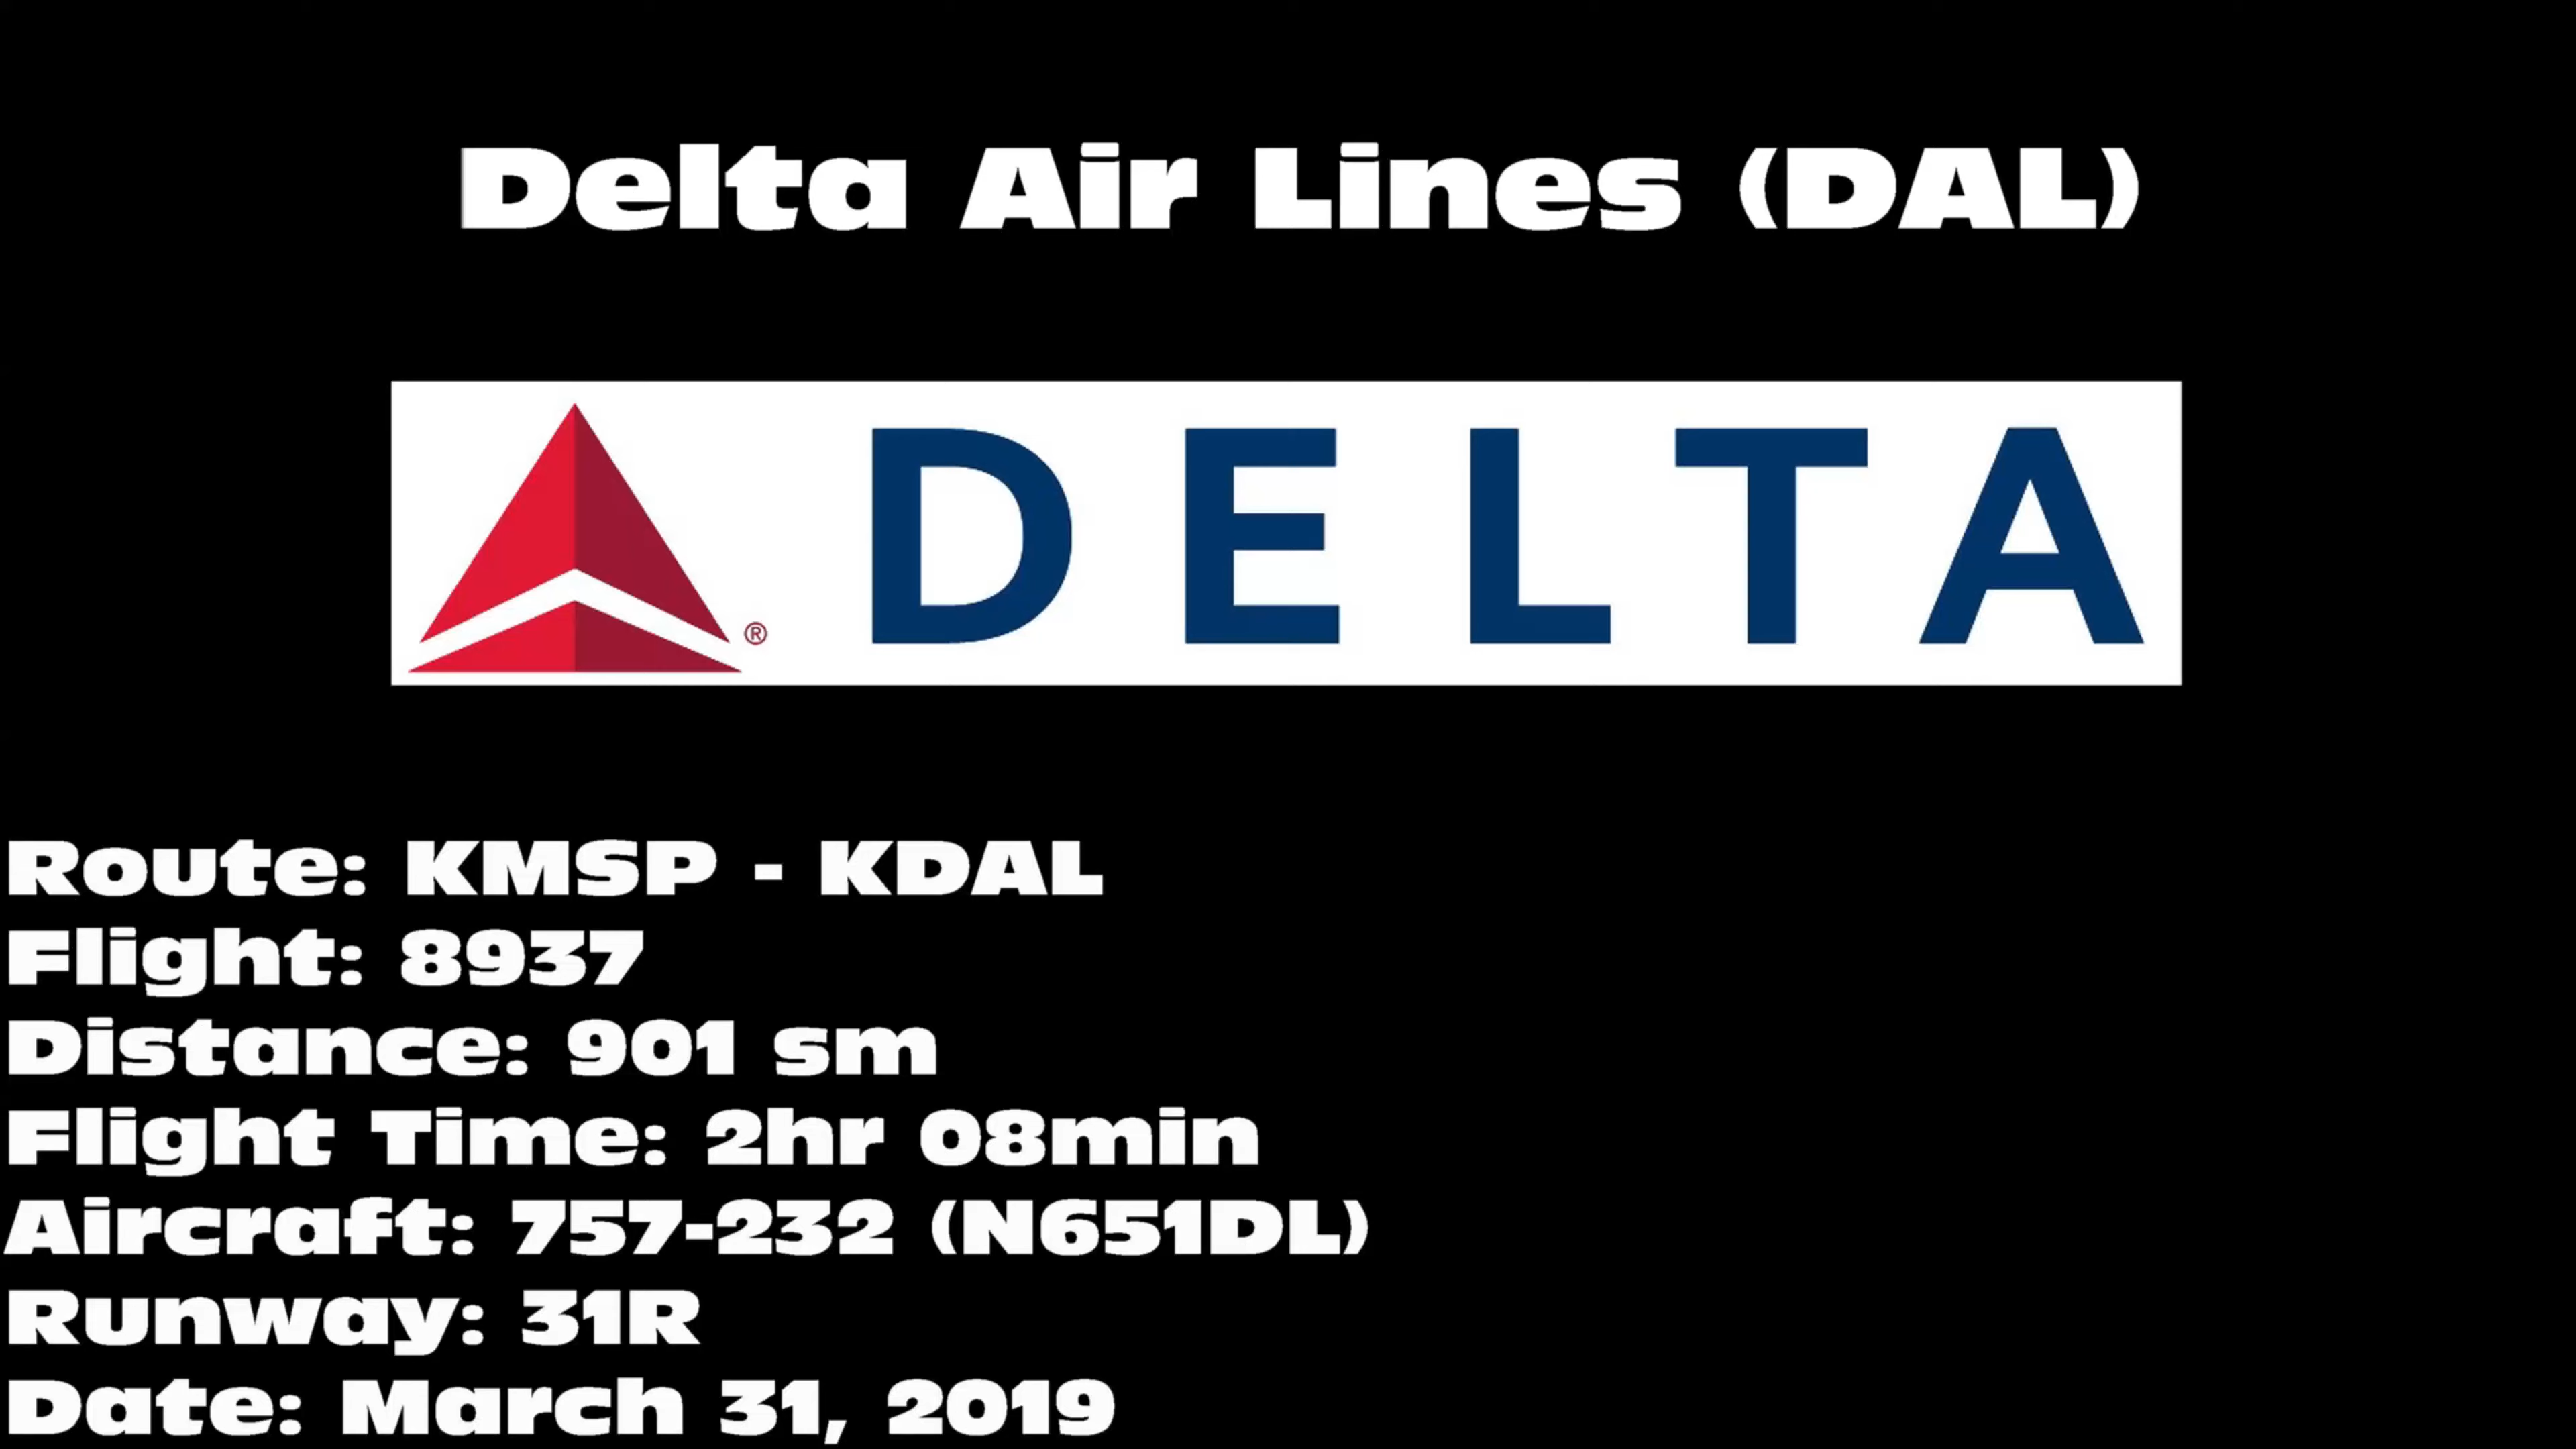 Delta Air Lines (DAL)
® DELTA
Route: KMSP - KDAL
Flight: 8937
Distance: 901 sm
Flight Time: 2hr 08min
Aircraft: 757-232 (N651DL)
Runway: 31R
Date: March 31, 2019